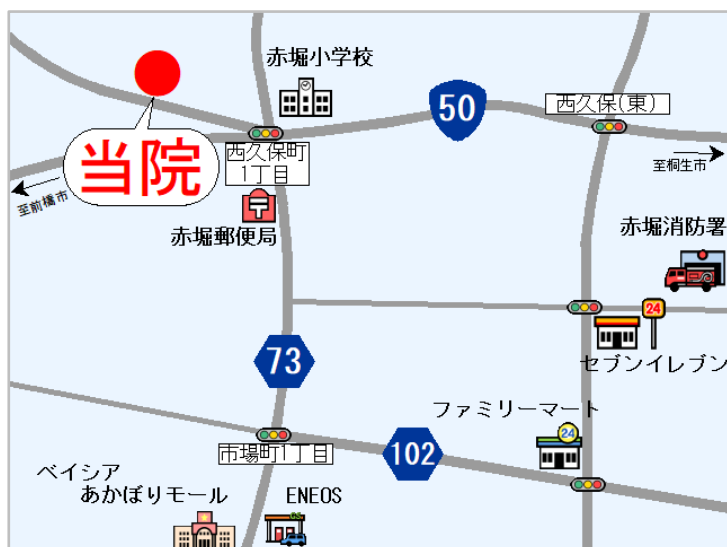 赤堀小学校
50
西久保(東)
当院
西久保町
1丁目
至桐生市
至前橋市
赤堀郵便局
赤堀消防署
24
セブンイレブン
73
ファミリーマート
24
市場町1丁目
102
ベイシア
あかぼりモール
ENEOS